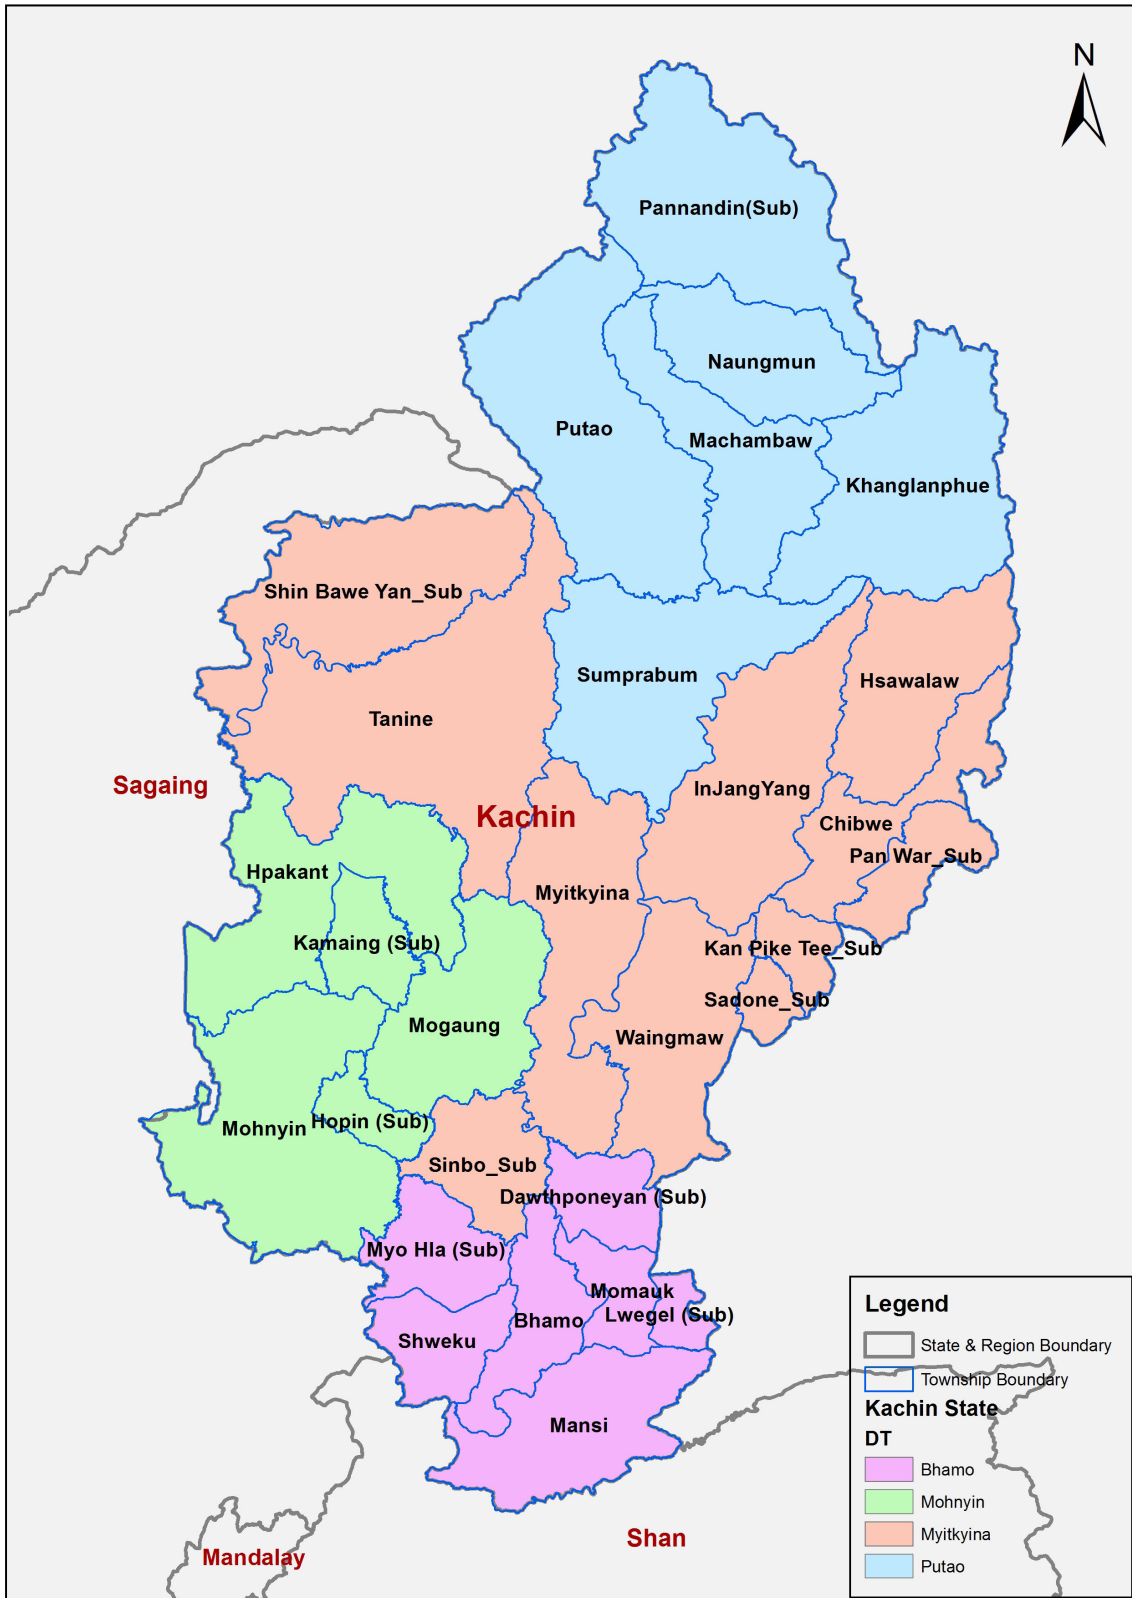 N
Pannandin(Sub)
Naungmun
Putao
Machambaw
Khanglanphue
Shin Bawe Yan_Sub
Sumprabum
Hsawalaw
Tanine
Sagaing
InJangYang
Kachin
Chibwe
Pan War_Sub
Hpakant
Myitkyina
Kamaing (Sub)
Kan Pike Tee_Sub
Sadone_Sub
Mogaung
Waingmaw
Hopin (Sub)
Mohnyin
Sinbo_Sub
Dawthponeyan (Sub)
Myo Hla (Sub)
Momauk
Lwegel (Sub)
Bhamo
Shweku
Mansi
Shan
Mandalay
Legend
State & Region Boundary
Township Boundary
Kachin State
DT
Bhamo
Mohnyin
Myitkyina
Putao